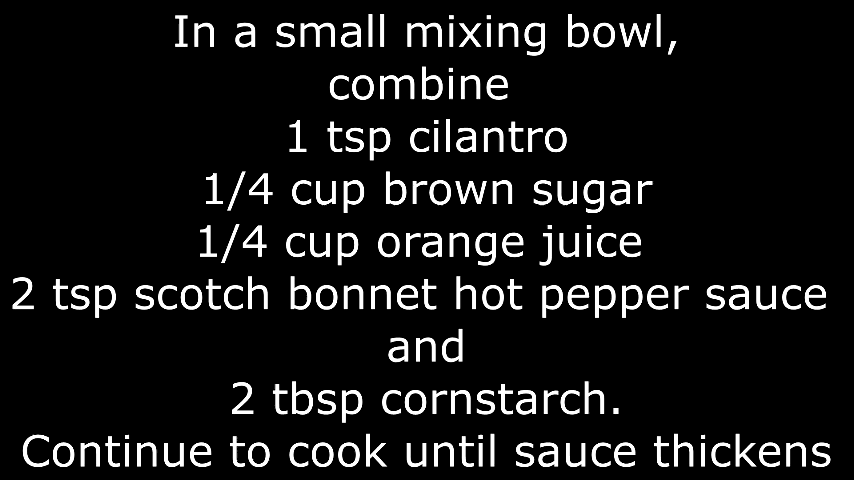 In a small mixing bowl,
combine
1 tsp cilantro
1/4 cup brown sugar
1/4 cup orange juice
2 tsp scotch bonnet hot pepper sauce
and
2 tbsp cornstarch.
Continue to cook until sauce thickens